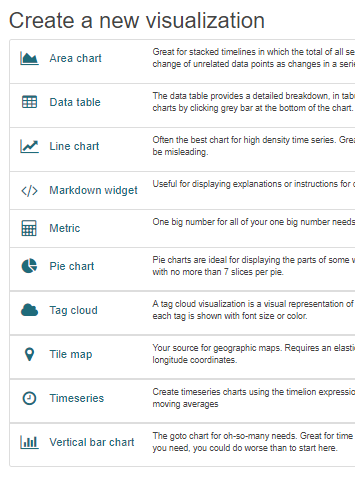 Create a new visualization
Area chart
Great for stacked timelines in which the total of all
change of unrelated data points as changes in a
Data table
The data table provides a detailed breakdown, in
charts by clicking grey bar at the bottom of the chart.
Line chart
Often the best chart for high density time series.
be misleading.
Markdown widget
Useful for displaying explanations or instructions for
Metric
One big number for all of your one big number needs
Pie chart
Pie charts are ideal for displaying the parts of some
with no more than 7 slices per pie.
Tag cloud
A tag cloud visualization is a visual representation of
each tag is shown with font size or color.
Tile map
Your source for geographic maps. Requires an
longitude coordinates.
Timeseries
Create timeseries charts using the timelion
moving averages
Vertical bar chart
The goto chart for oh-so-many needs. Great for time
you need, you could do worse than to start here.